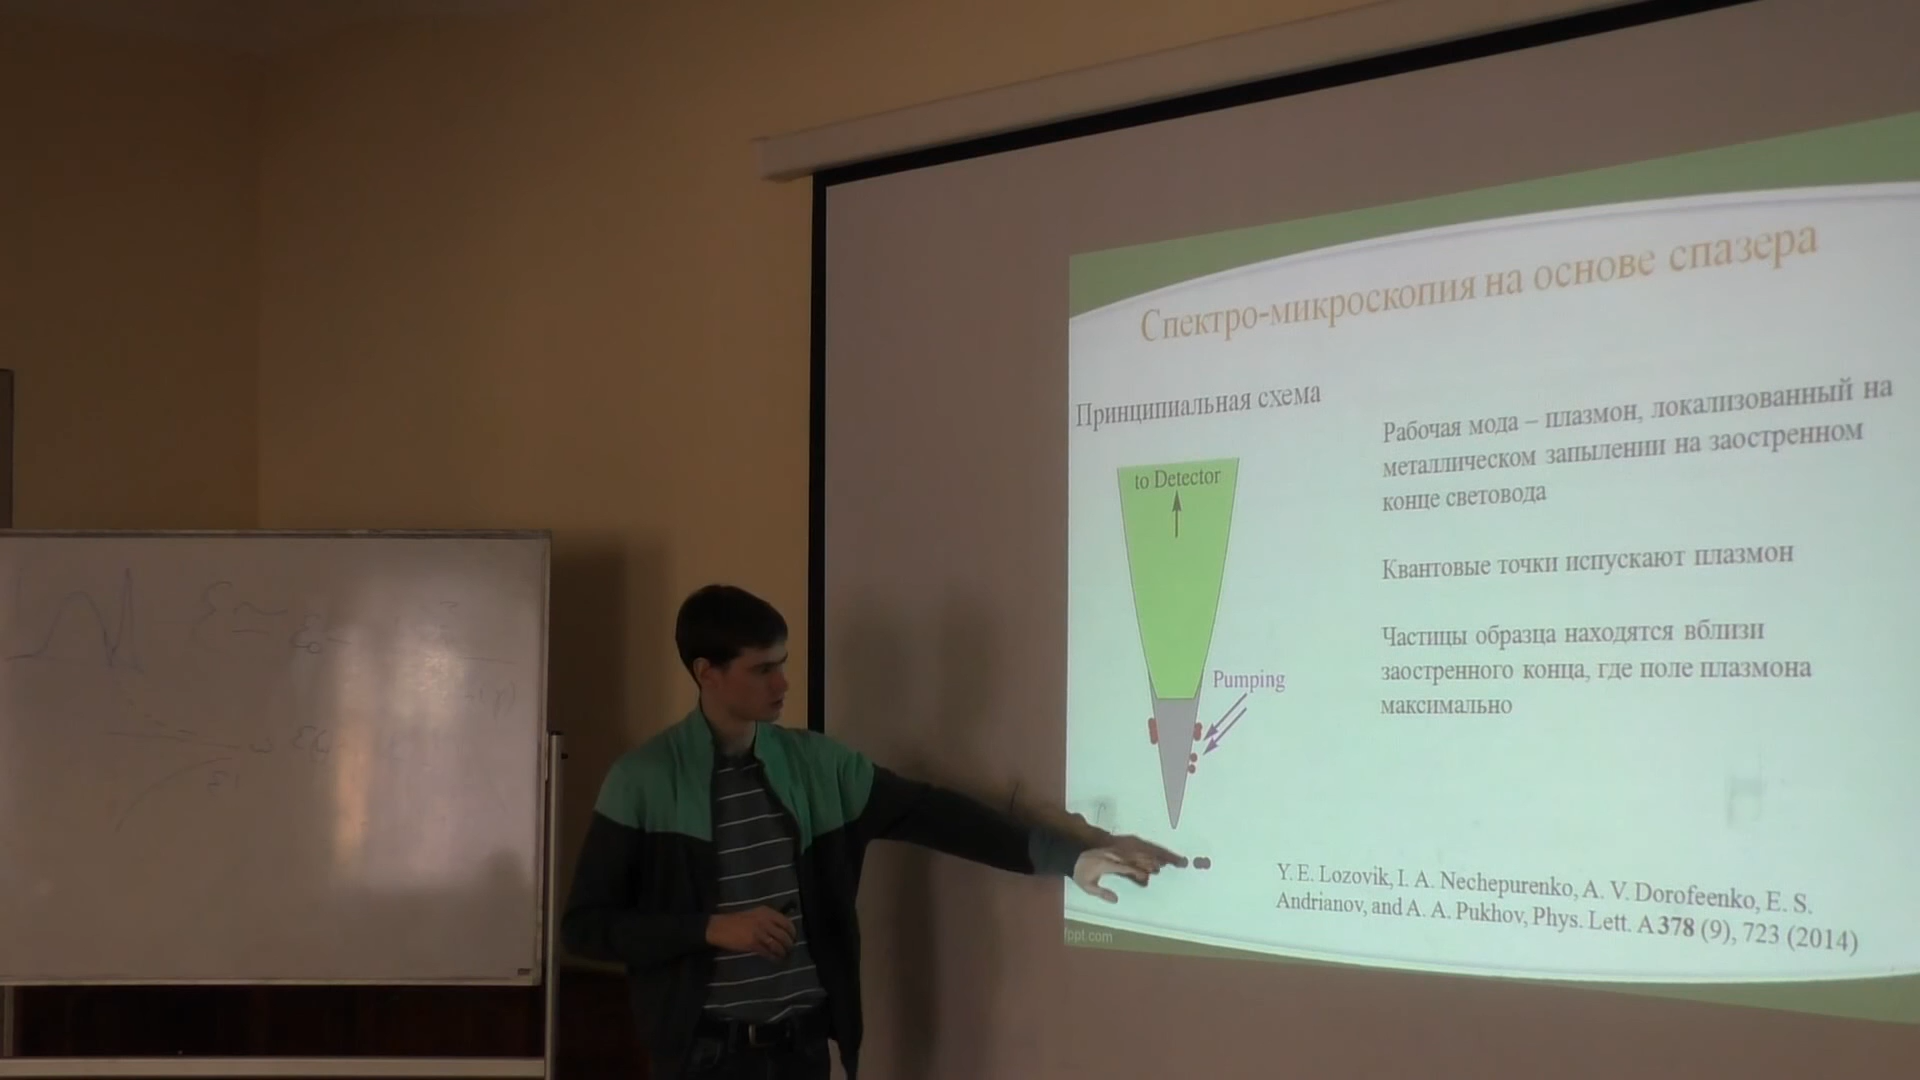 Спектро-микроскопия на основе спазера
Принципиальная схема
to Detector
Pumping
Рабочая мода – плазмон, локализованный на
металлическом запылении на заостренном
конце световода
Квантовые точки испускают плазмон
Частицы образца находятся вблизи
заостренного конца, где поле плазмона
максимально
Y. E. Lozovik, I. A. Nechepurenko, A. V. Dorofeenko, E. S.
Andrianov, and A. A. Pukhov, Phys. Lett. A 378 (9), 723 (2014)
fppt.com